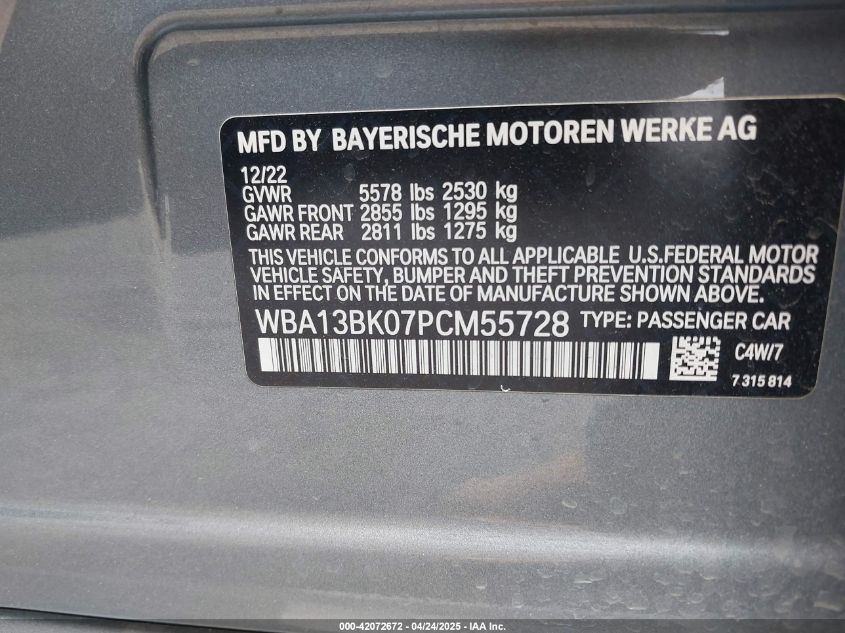 MFD BY BAYERISCHE MOTOREN WERKE AG
12/22
GVWR 5578 lbs 2530 kg
GAWR FRONT 2855 lbs 1295 kg
GAWR REAR 2811 lbs 1275 kg
THIS VEHICLE CONFORMS TO ALL APPLICABLE U.S.FEDERAL MOTOR
VEHICLE SAFETY, BUMPER AND THEFT PREVENTION STANDARDS
IN EFFECT ON THE DATE OF MANUFACTURE SHOWN ABOVE.
WBA13BK07PCM55728 TYPE: PASSENGER CAR
C4W/7
7 315 814
000-42072672 - 04/24/2025 - IAA Inc.